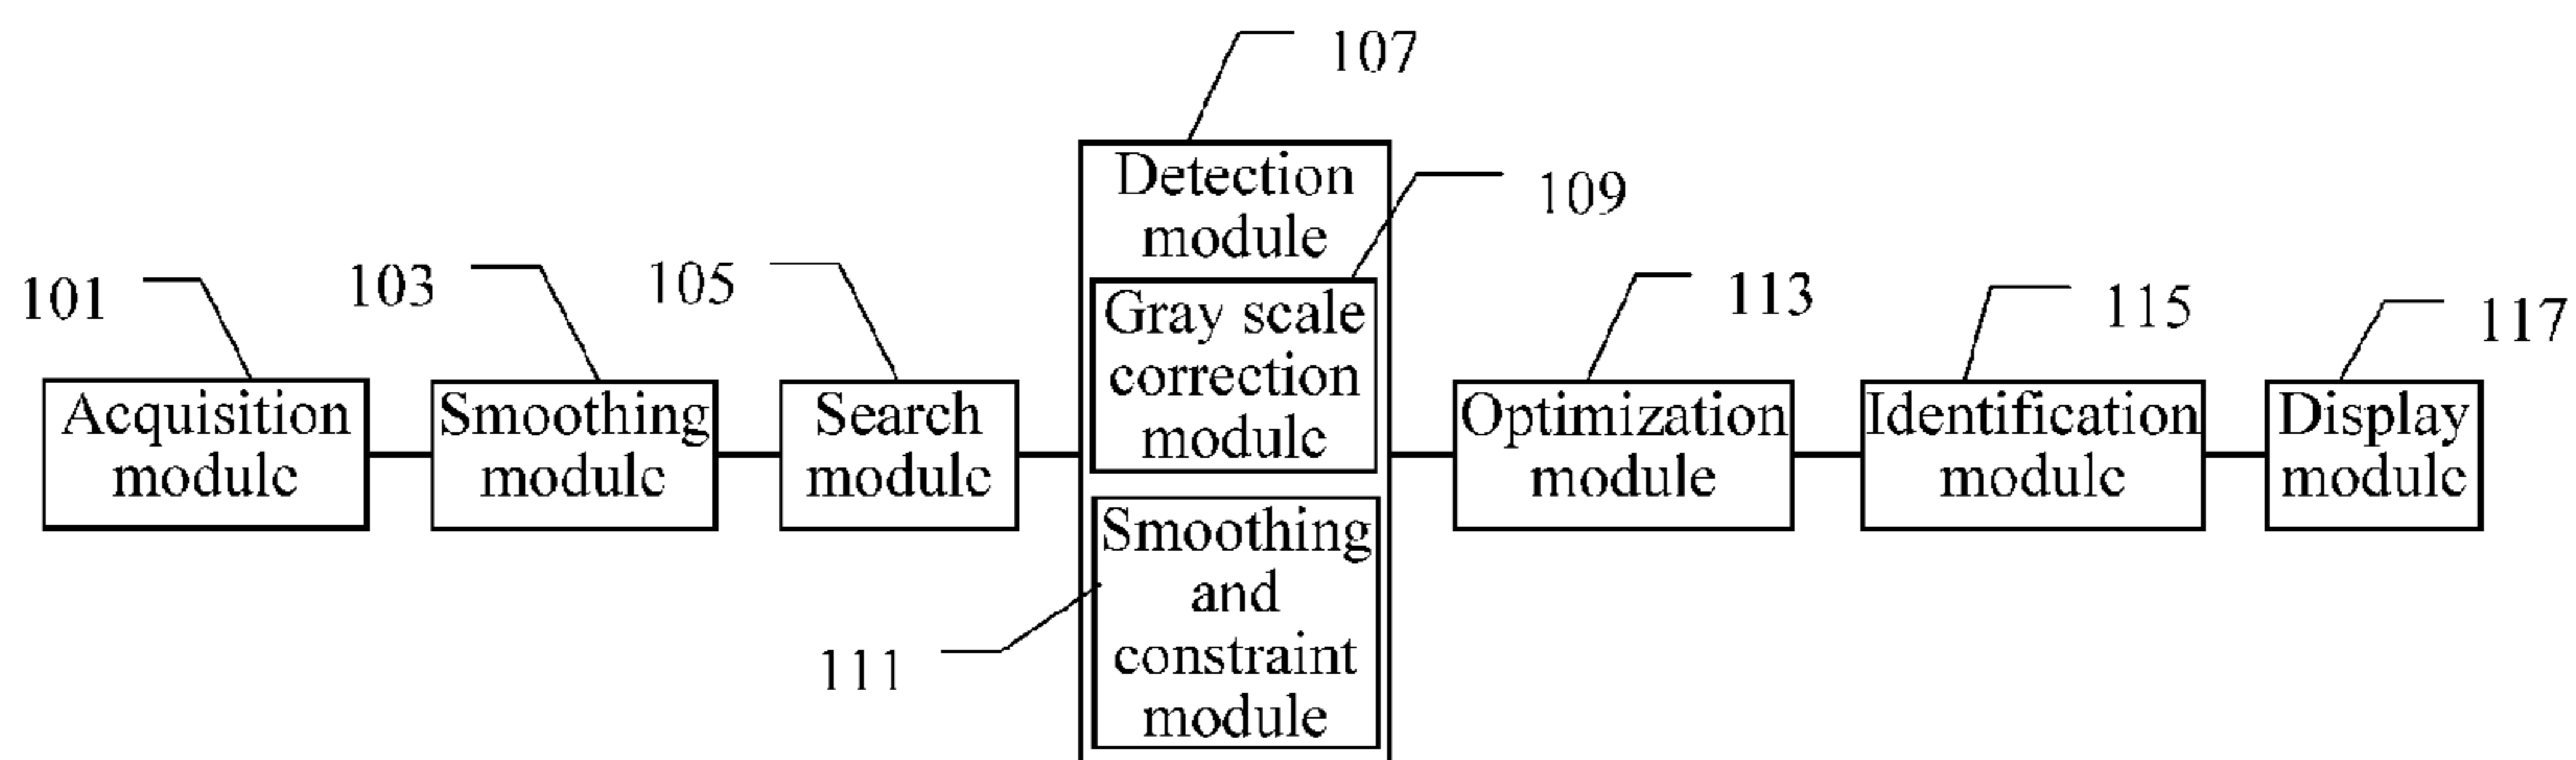 107
Detection
module
109
101
103
105
Gray scale
correction
module
113
115
117
Acquisition
module
Smoothing
module
Search
module
Optimization
module
Identification
module
Display
module
Smoothing
and
constraint
module
111